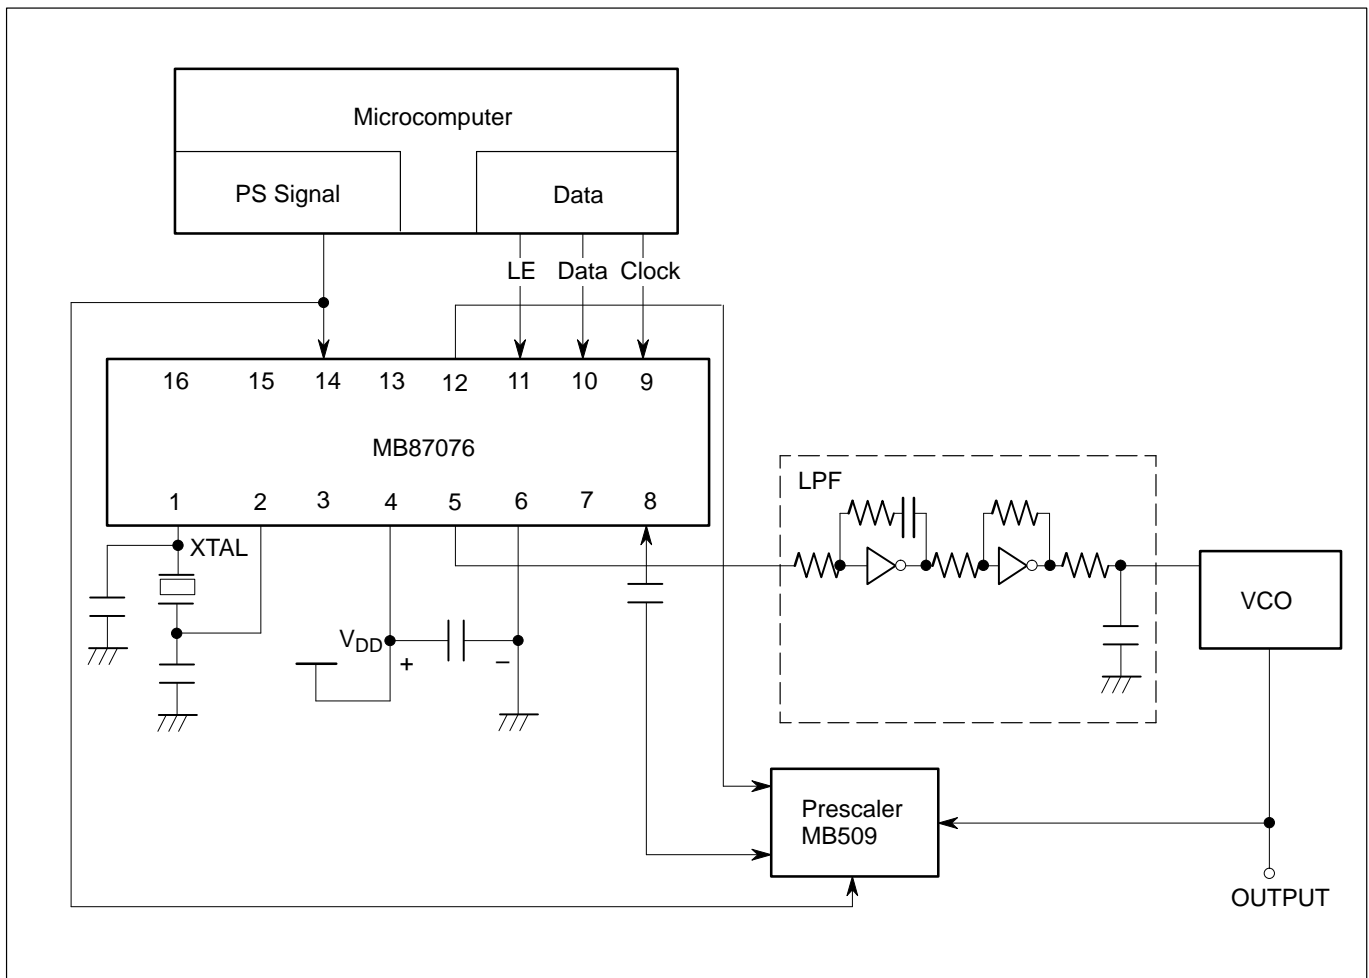 Microcomputer
PS Signal
Data
LE Data Clock
16 15 14 13 12 11 10 9
MB87076
1 2 3 4 5 6 7 8
XTAL
LPF
VCO
VDD
+ −
Prescaler
MB509
OUTPUT